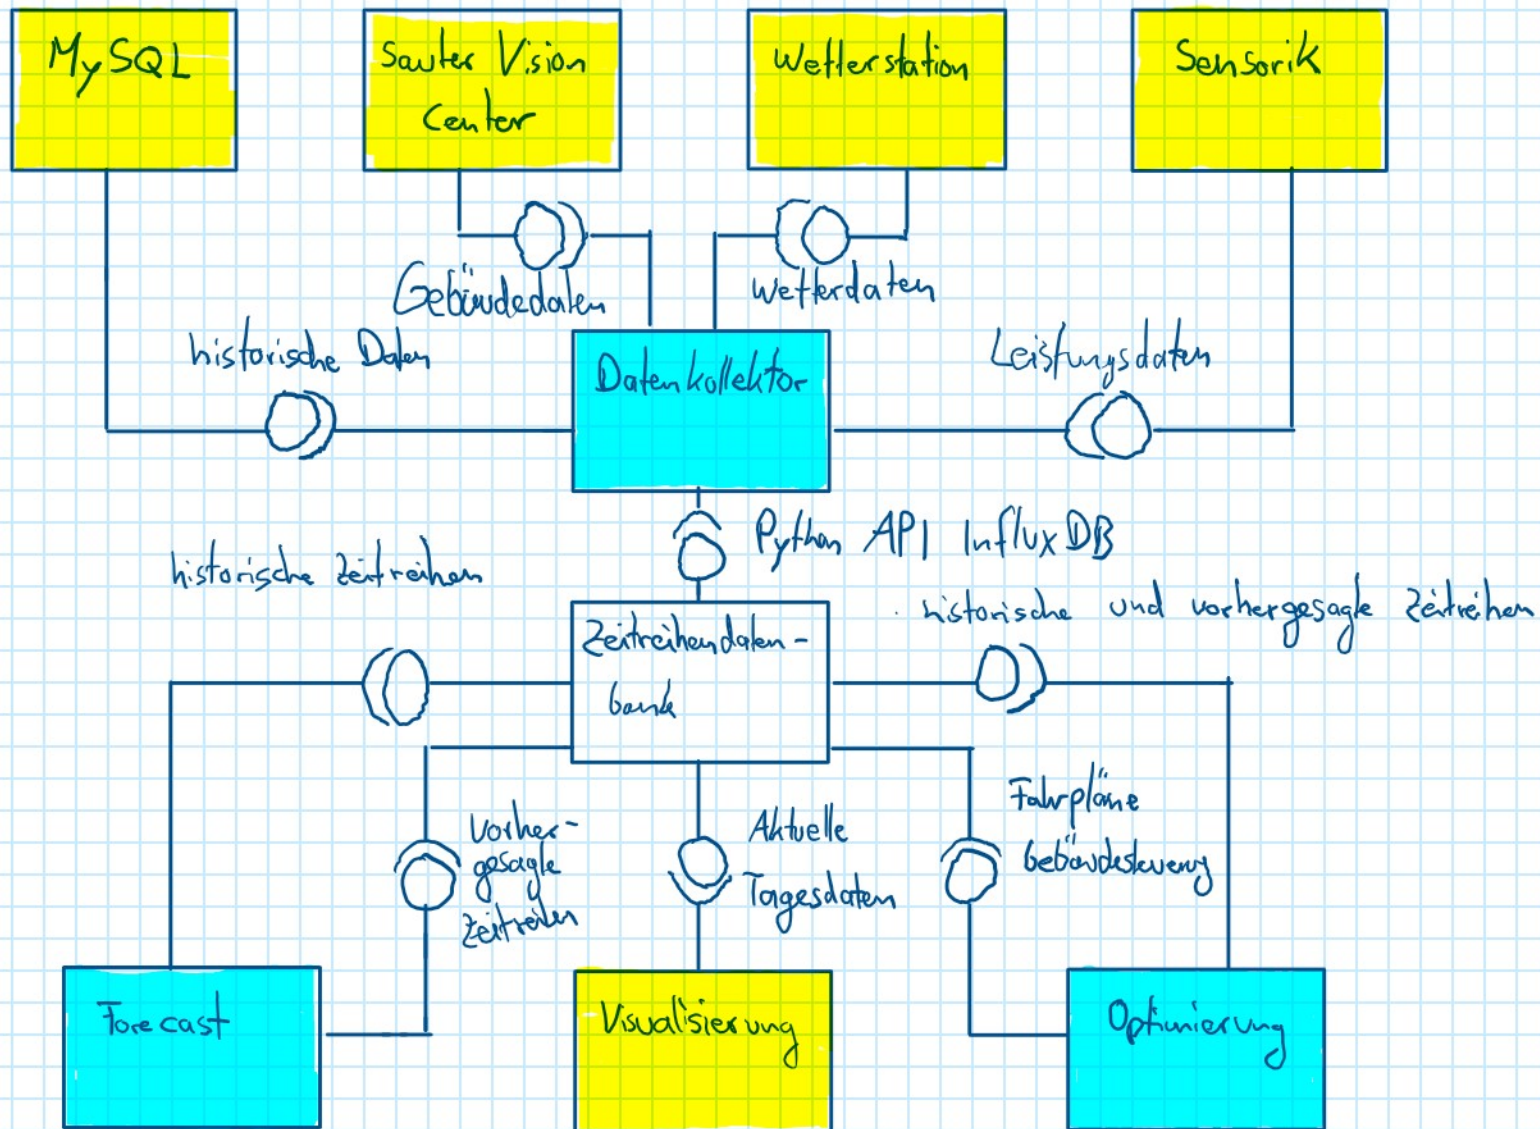 MySQL
Sauter Vision
Center
Wetterstation
Sensorik
Gebäudedaten
Wetterdaten
historische Daten
Leistungsdaten
Datenkollektor
Python API InfluxDB
historische Zeitreihen
historische und vorhergesagte Zeitreihen
Zeitreihendaten-
bank
Vorher-
gesagte
Zeitreihen
Aktuelle
Tagesdaten
Fahrpläne
Gebäudesteuerung
Forecast
Visualisierung
Optimierung